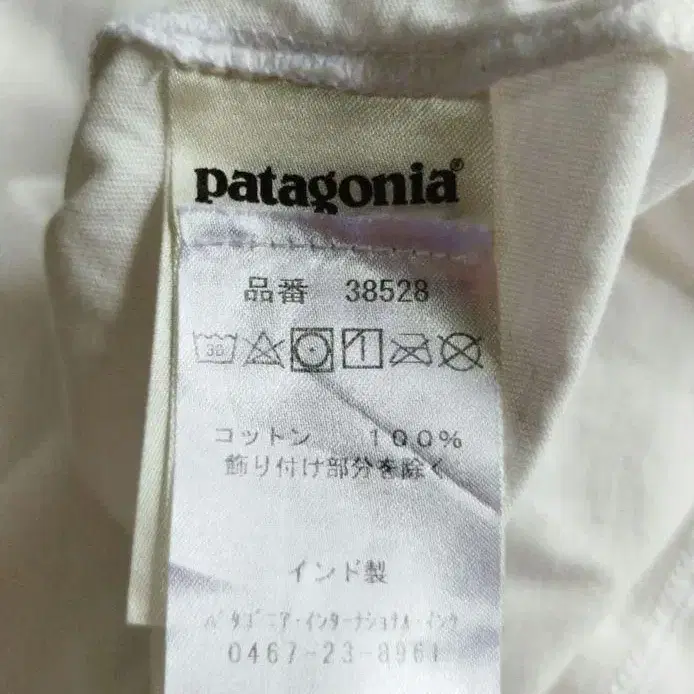 patagonia®
品番 38528
30
コットン 100%
飾り付け部分を除く
インド製
パタゴニア・インターナショナル・インク
0467-23-8961